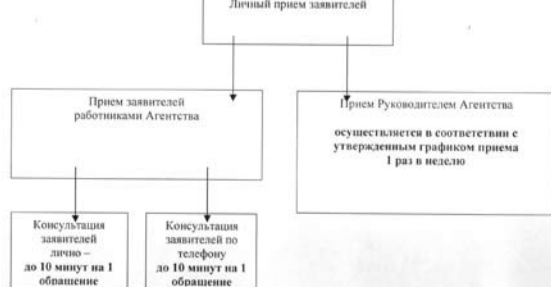 Личный прием заявителей
Прием заявителей
работниками Агентства
Прием Руководителем Агентства
осуществляется в соответствии с
утвержденным графиком приема
1 раз в неделю
Консультация
заявителей
лично –
до 10 минут на 1
обращение
Консультация
заявителей по
телефону
до 10 минут на 1
обращение